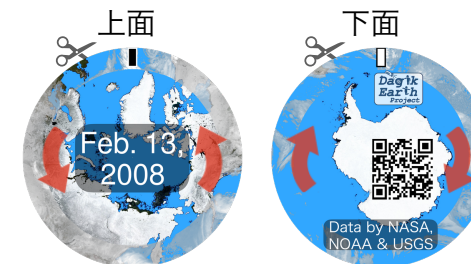 上面
下面
Feb. 13,
2008
Dagik
Earth
Project
Data by NASA,
NOAA & USGS